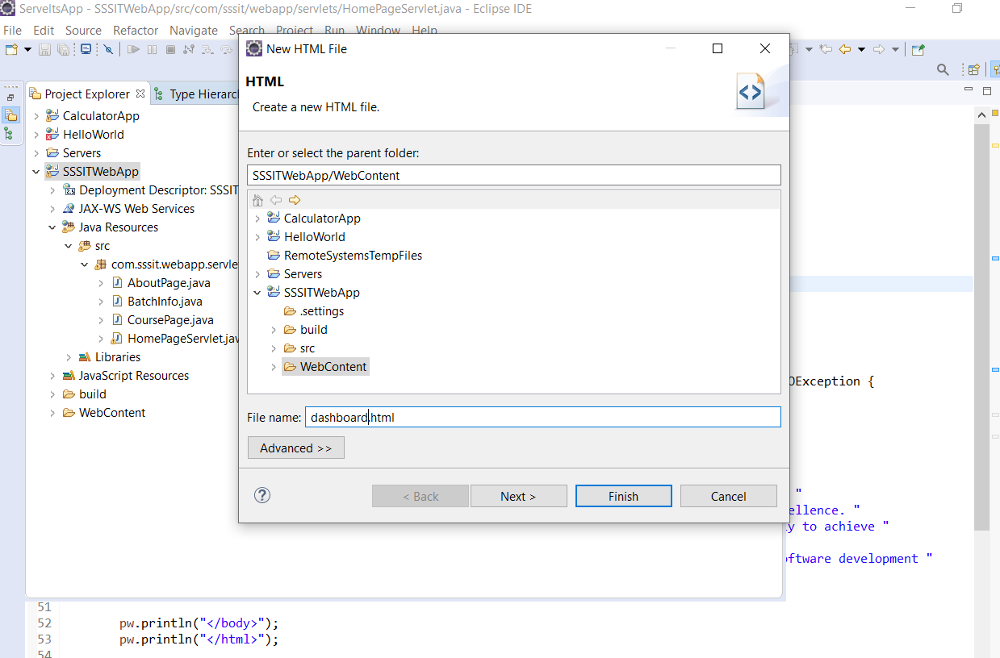 ServeltsApp - SSSITWebApp/src/com/sssit/webapp/servlets/HomePageServlet.java - Eclipse IDE
File Edit Source Refactor Navigate Search Project Run Window Help
Project Explorer Type Hierarch
CalculatorApp
HelloWorld
Servers
SSSITWebApp
Deployment Descriptor: SSSIT
JAX-WS Web Services
Java Resources
src
com.sssit.webapp.servle
AboutPage.java
BatchInfo.java
CoursePage.java
HomePageServlet.jav
Libraries
JavaScript Resources
build
WebContent
New HTML File
HTML
Create a new HTML file.
Enter or select the parent folder:
SSSITWebApp/WebContent
CalculatorApp
HelloWorld
RemoteSystemsTempFiles
Servers
SSSITWebApp
.settings
build
src
WebContent
File name: dashboard.html
Advanced >>
< Back Next > Finish Cancel
OException {
"
ellence. "
y to achieve "
oftware development "
51
52 pw.println("</body>");
53 pw.println("</html>");
54